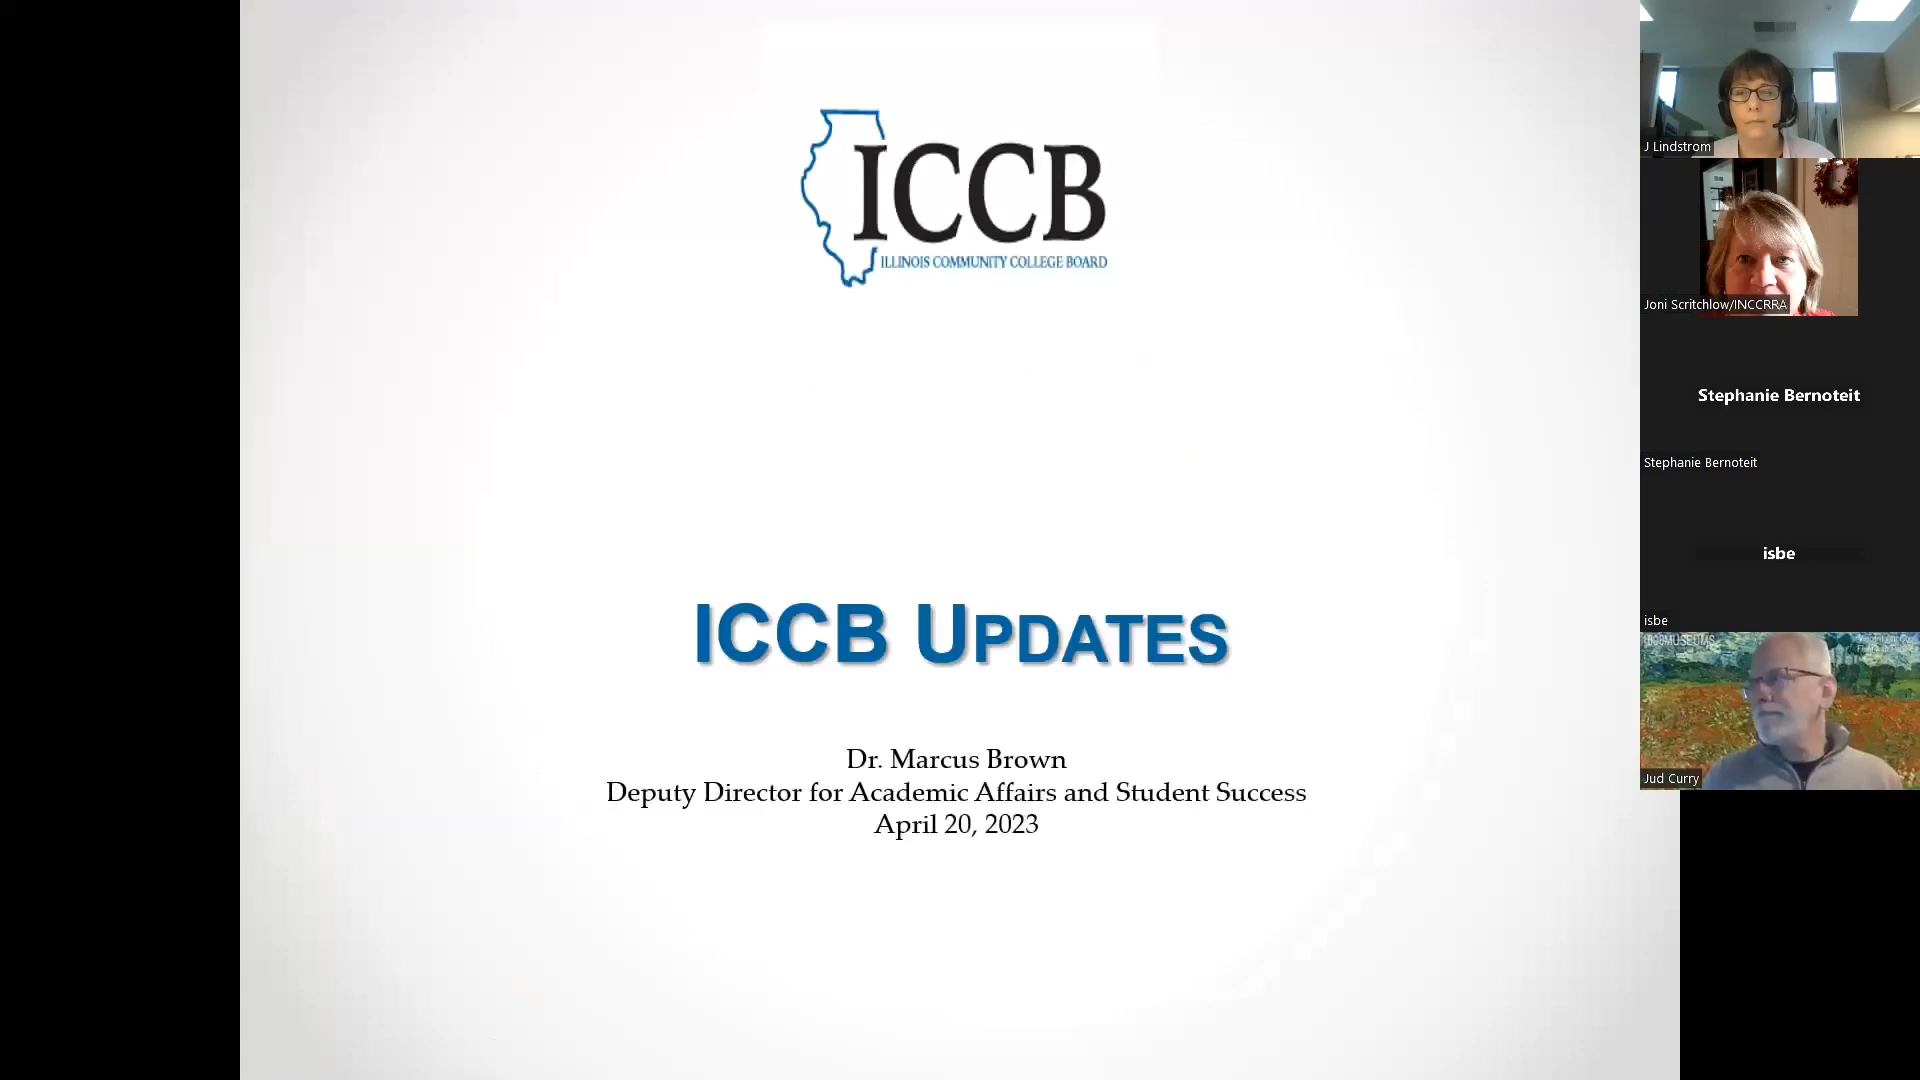 ICCB
ILLINOIS COMMUNITY COLLEGE BOARD
ICCB UPDATES
Dr. Marcus Brown
Deputy Director for Academic Affairs and Student Success
April 20, 2023
J Lindstrom
Joni Scritchlow/INCCRRA
Stephanie Bernoteit
Stephanie Bernoteit
isbe
isbe
Jud Curry